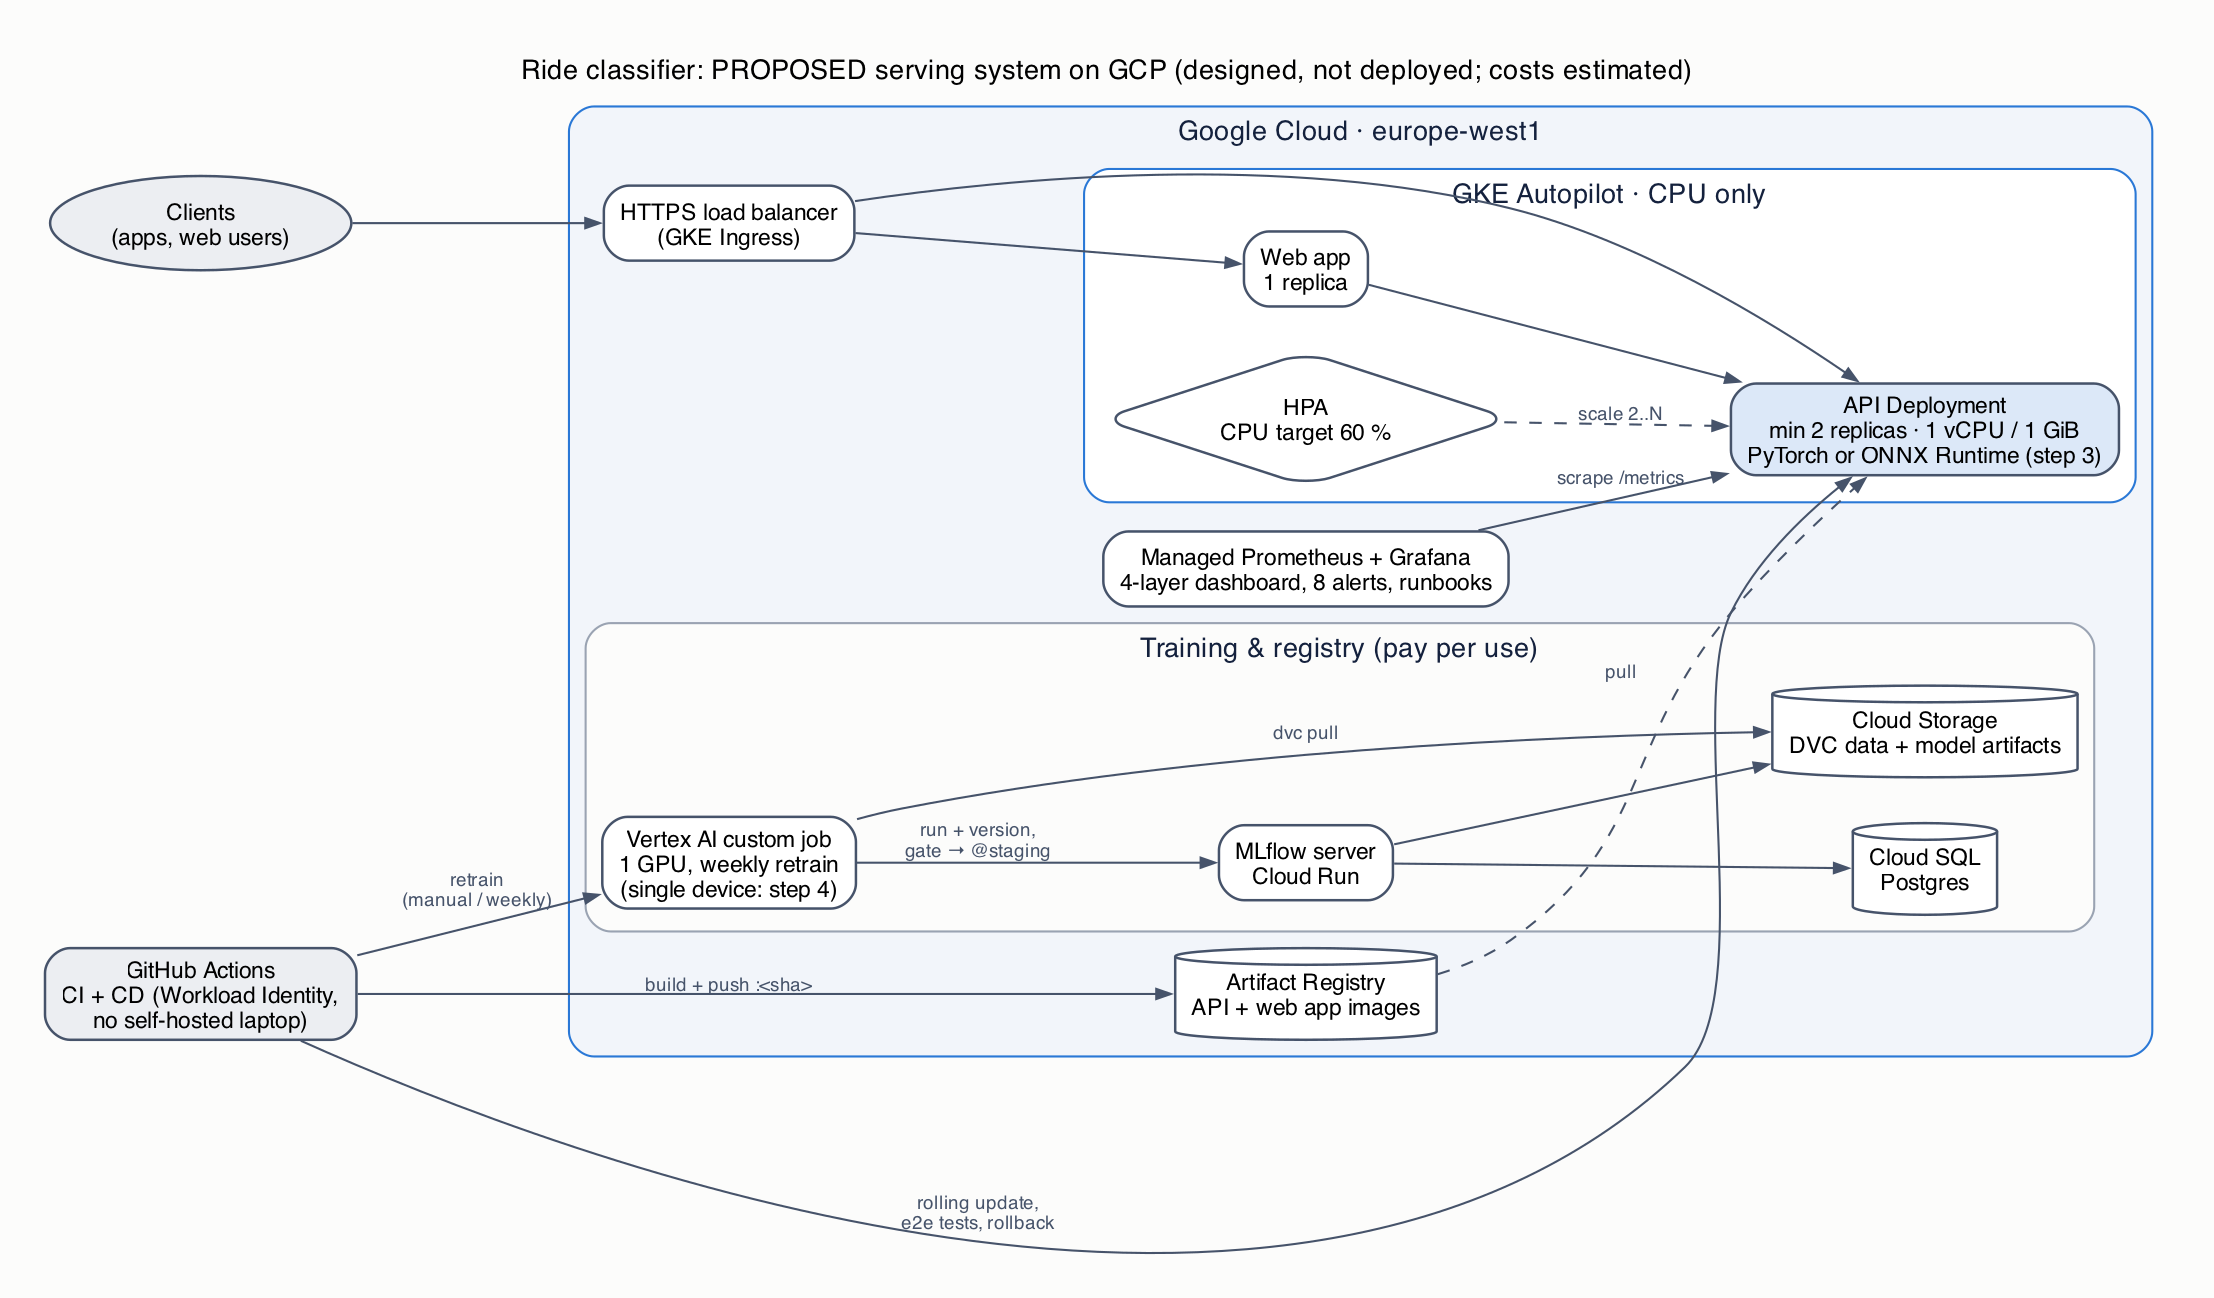 Ride classifier: PROPOSED serving system on GCP (designed, not deployed; costs estimated)
Google Cloud · europe-west1
GKE Autopilot · CPU only
Clients
(apps, web users)
HTTPS load balancer
(GKE Ingress)
Web app
1 replica
HPA
CPU target 60 %
scale 2..N
API Deployment
min 2 replicas · 1 vCPU / 1 GiB
PyTorch or ONNX Runtime (step 3)
scrape /metrics
Managed Prometheus + Grafana
4-layer dashboard, 8 alerts, runbooks
Training & registry (pay per use)
pull
dvc pull
Cloud Storage
DVC data + model artifacts
Vertex AI custom job
1 GPU, weekly retrain
(single device: step 4)
run + version,
gate → @staging
MLflow server
Cloud Run
Cloud SQL
Postgres
retrain
(manual / weekly)
GitHub Actions
CI + CD (Workload Identity,
no self-hosted laptop)
build + push :<sha>
Artifact Registry
API + web app images
rolling update,
e2e tests, rollback